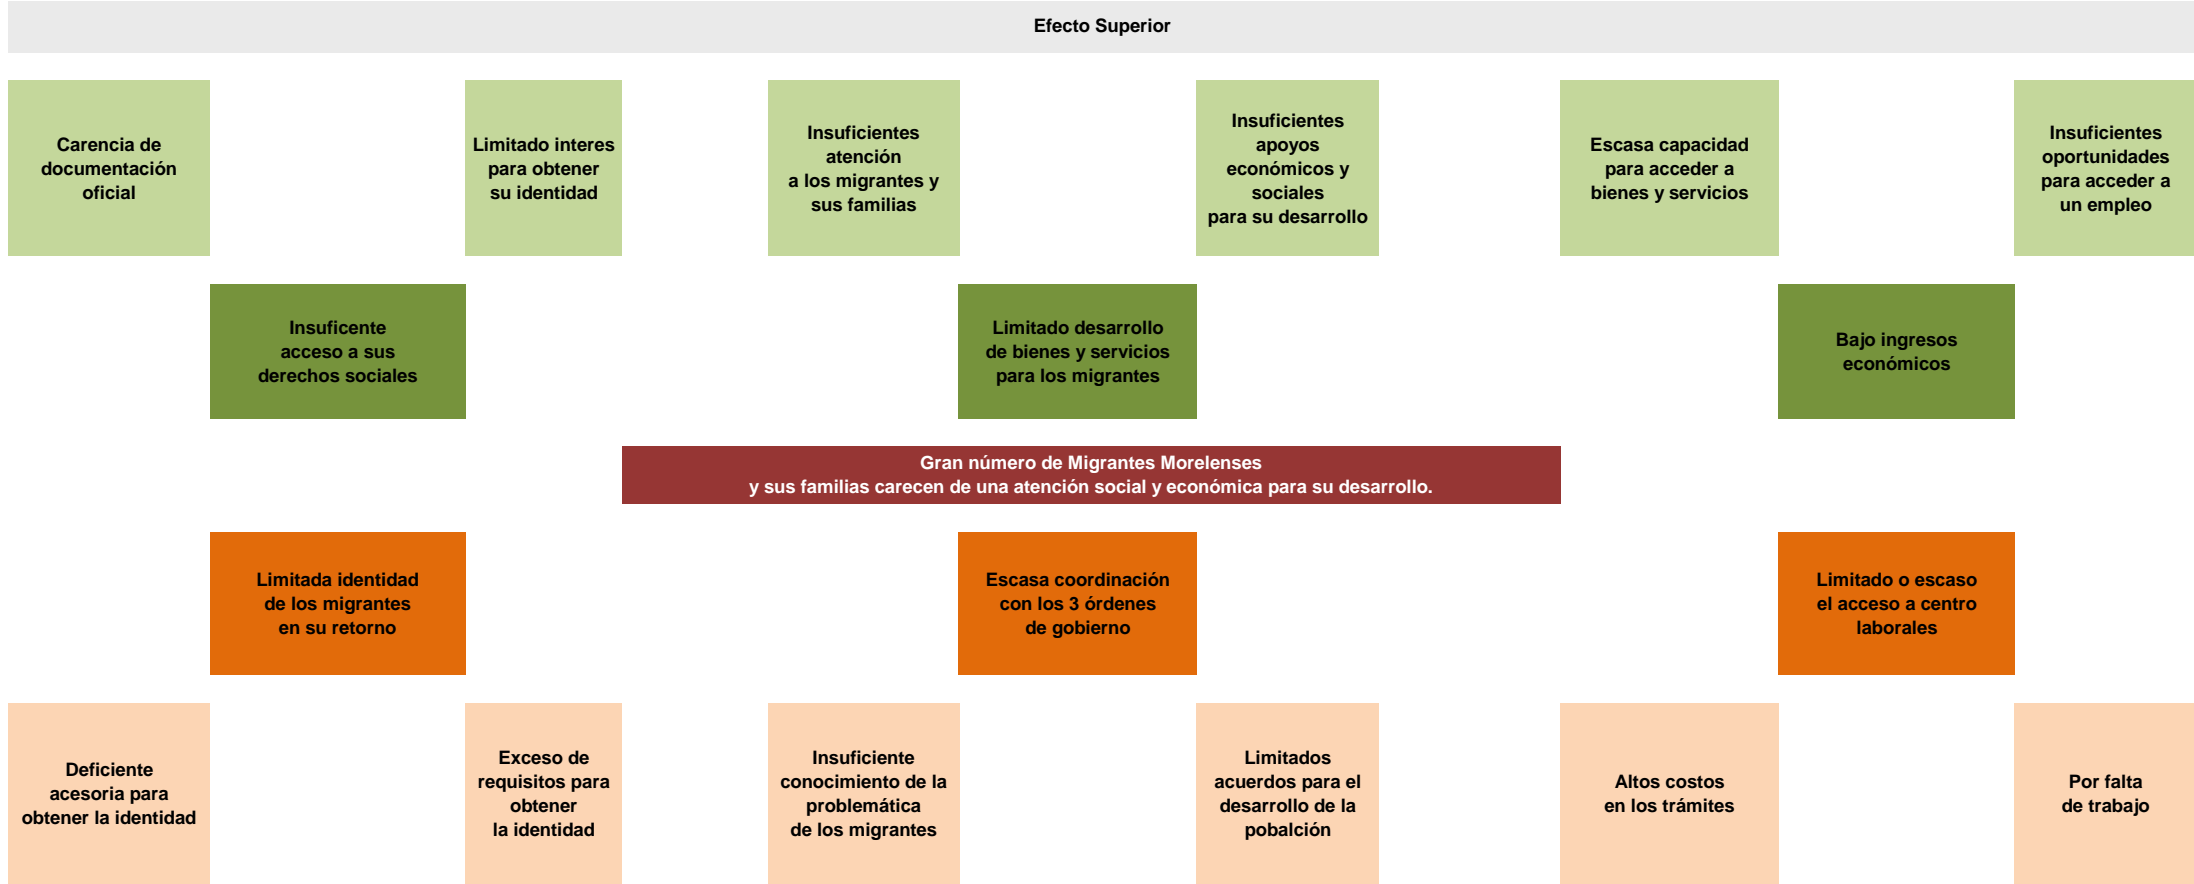 Efecto Superior
Carencia de
documentación
oficial
Limitado interes
para obtener
su identidad
Insuficientes
atención
a los migrantes y
sus familias
Insuficientes
apoyos
económicos y
sociales
para su desarrollo
Escasa capacidad
para acceder a
bienes y servicios
Insuficientes
oportunidades
para acceder a
un empleo
Insuficente
acceso a sus
derechos sociales
Limitado desarrollo
de bienes y servicios
para los migrantes
Bajo ingresos
económicos
Gran número de Migrantes Morelenses
y sus familias carecen de una atención social y económica para su desarrollo.
Limitada identidad
de los migrantes
en su retorno
Escasa coordinación
con los 3 órdenes
de gobierno
Limitado o escaso
el acceso a centro
laborales
Deficiente
acesoria para
obtener la identidad
Exceso de
requisitos para
obtener
la identidad
Insuficiente
conocimiento de la
problemática
de los migrantes
Limitados
acuerdos para el
desarrollo de la
pobalción
Altos costos
en los trámites
Por falta
de trabajo